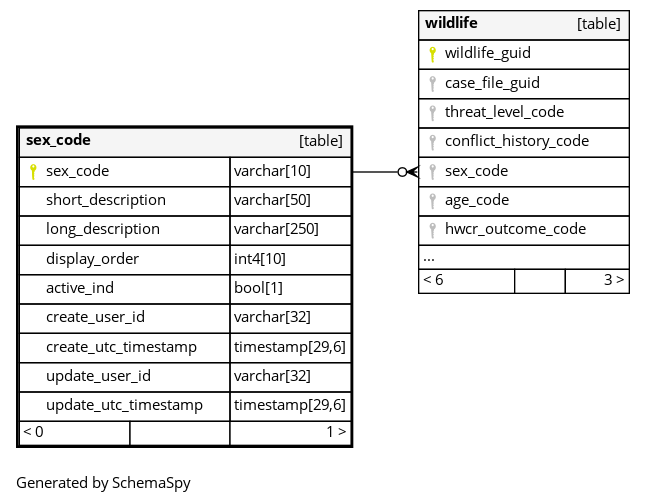 wildlife [table]
wildlife_guid
case_file_guid
threat_level_code
conflict_history_code
sex_code
age_code
hwcr_outcome_code
...
< 6 3 >
sex_code [table]
sex_code varchar[10]
short_description varchar[50]
long_description varchar[250]
display_order int4[10]
active_ind bool[1]
create_user_id varchar[32]
create_utc_timestamp timestamp[29,6]
update_user_id varchar[32]
update_utc_timestamp timestamp[29,6]
< 0 1 >
Generated by SchemaSpy